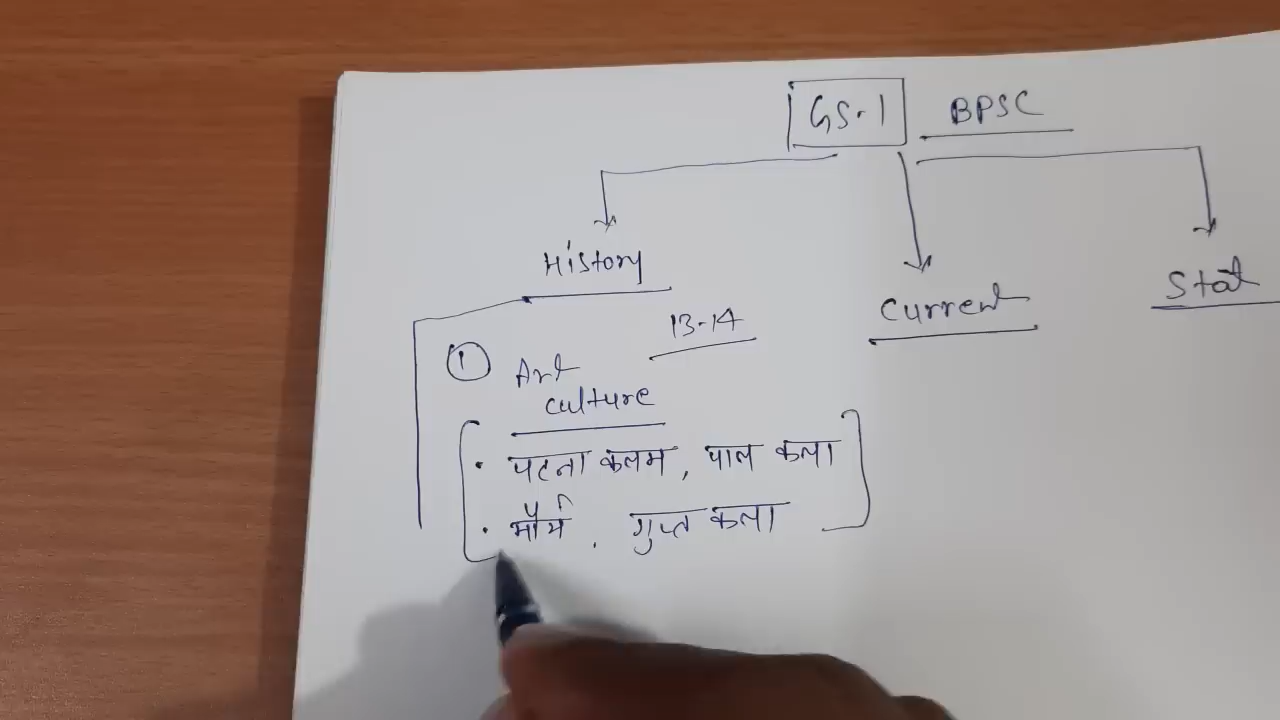 GS-1 BPSC
History
Current
Stat
13-14
① Art
culture
• पटना कलम, पाल कला
• मौर्य, गुप्त कला